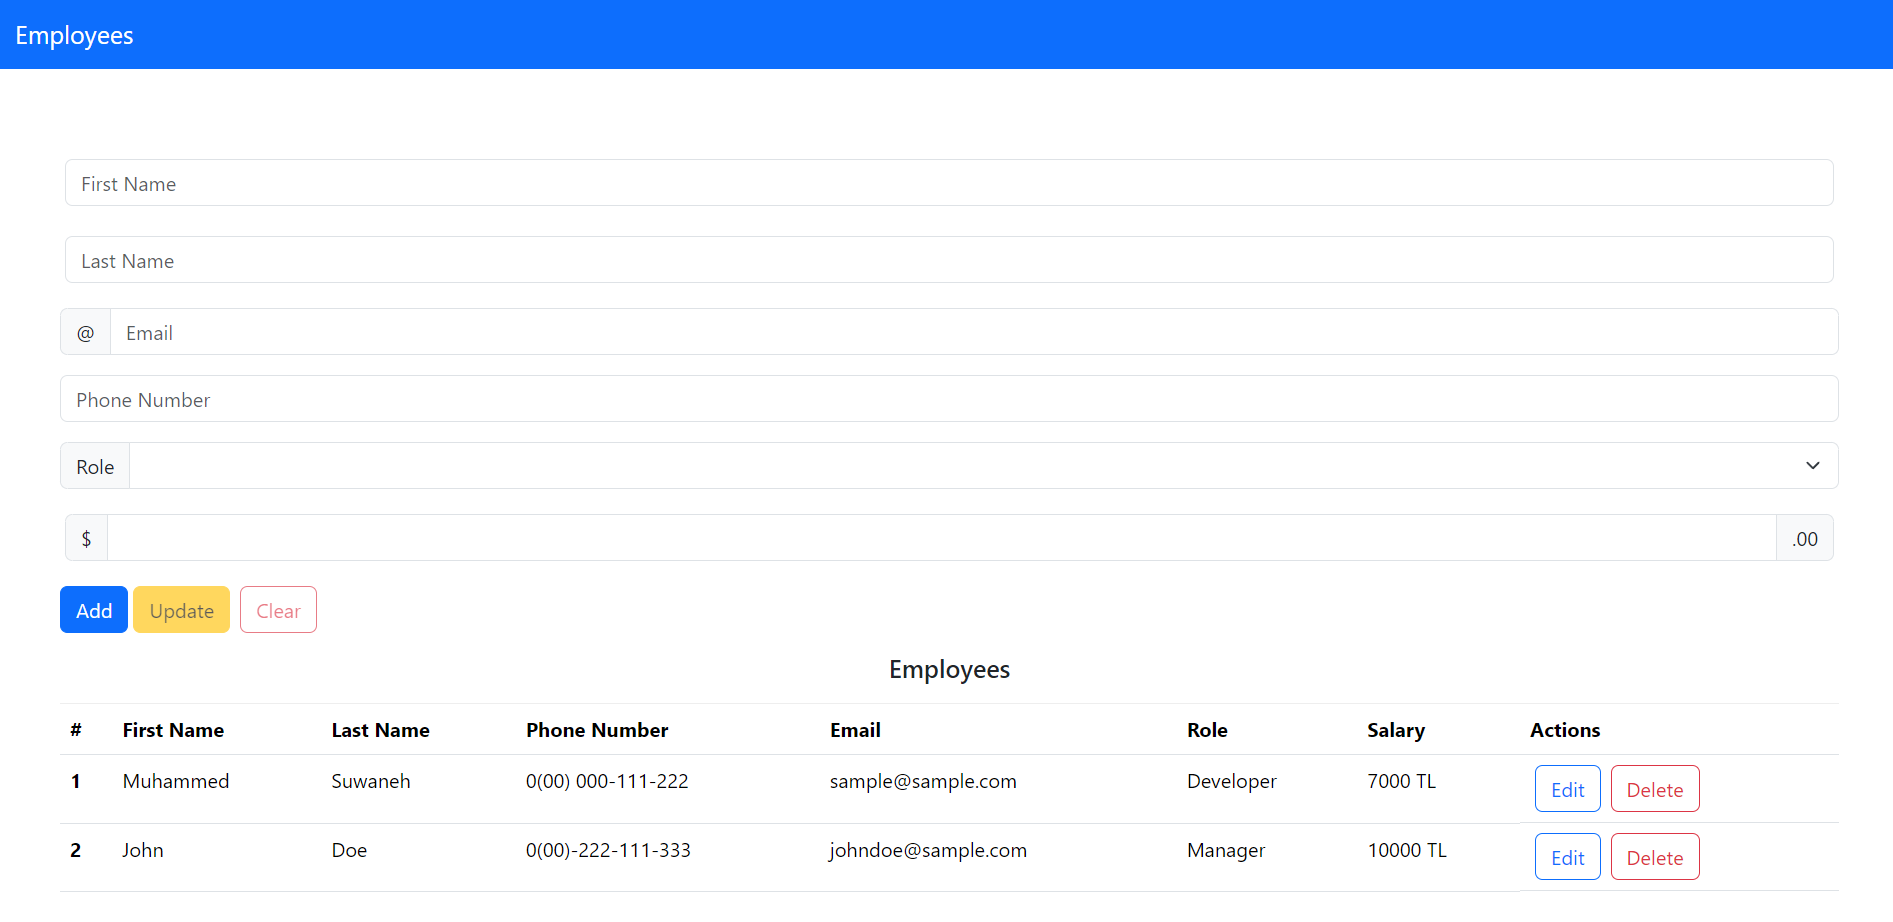 Employees
First Name
Last Name
@ Email
Phone Number
Role
$ .00
Add Update Clear
Employees
# First Name Last Name Phone Number Email Role Salary Actions
1 Muhammed Suwaneh 0(00) 000-111-222 sample@sample.com Developer 7000 TL Edit Delete
2 John Doe 0(00)-222-111-333 johndoe@sample.com Manager 10000 TL Edit Delete